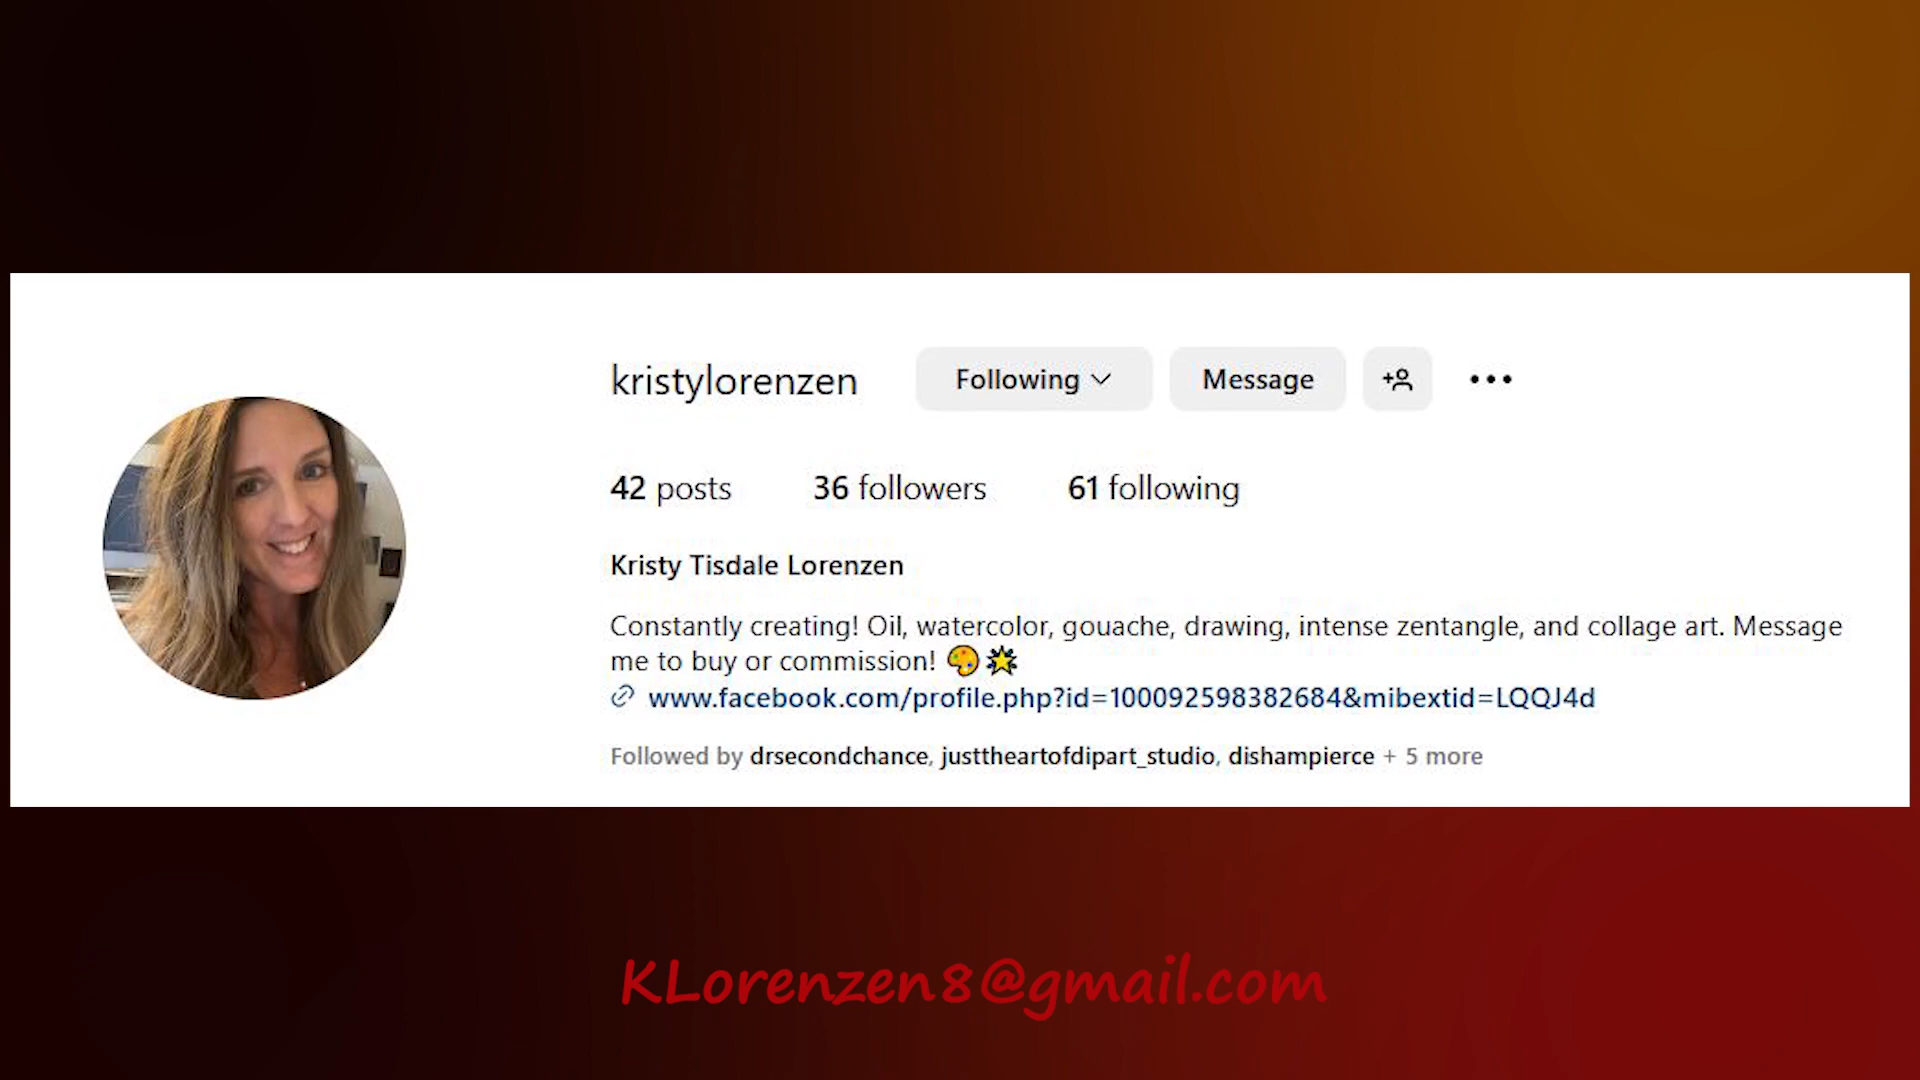 kristylorenzen Following Message
42 posts 36 followers 61 following
Kristy Tisdale Lorenzen
Constantly creating! Oil, watercolor, gouache, drawing, intense zentangle, and collage art. Message
me to buy or commission! 🎨🌟
www.facebook.com/profile.php?id=100092598382684&mibextid=LQQJ4d
Followed by drsecondchance, justtheartofdipart_studio, dishampierce + 5 more
KLorenzen8@gmail.com